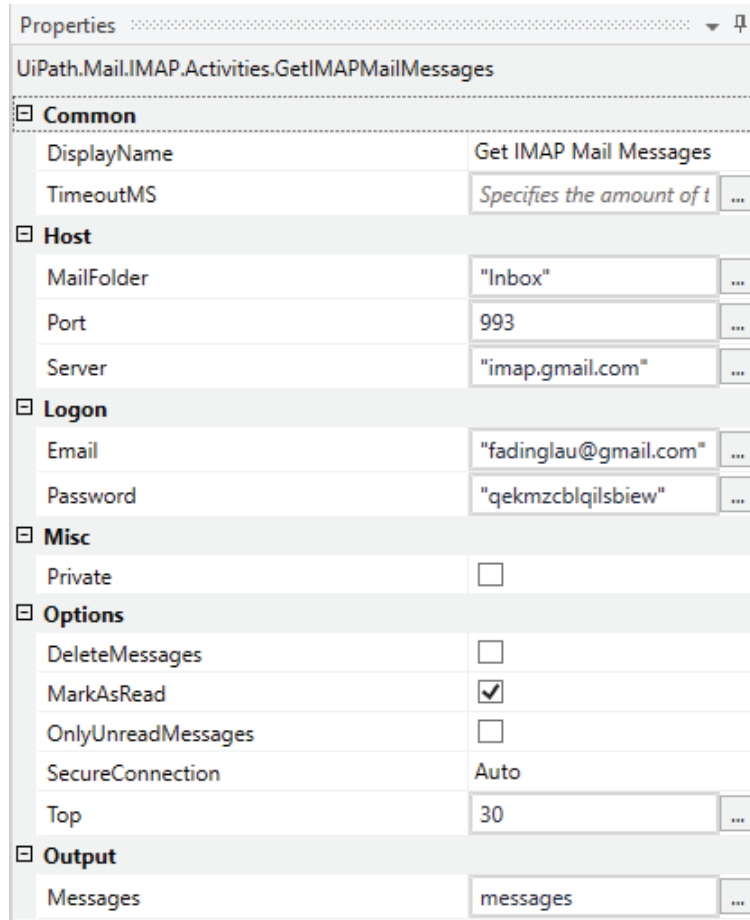 Properties
UiPath.Mail.IMAP.Activities.GetIMAPMailMessages
Common
DisplayName Get IMAP Mail Messages
TimeoutMS Specifies the amount of t ...
Host
MailFolder "Inbox" ...
Port 993 ...
Server "imap.gmail.com" ...
Logon
Email "fadinglau@gmail.com" ...
Password "qekmzcblqilsbiew" ...
Misc
Private
Options
DeleteMessages
MarkAsRead
OnlyUnreadMessages
SecureConnection Auto
Top 30 ...
Output
Messages messages ...